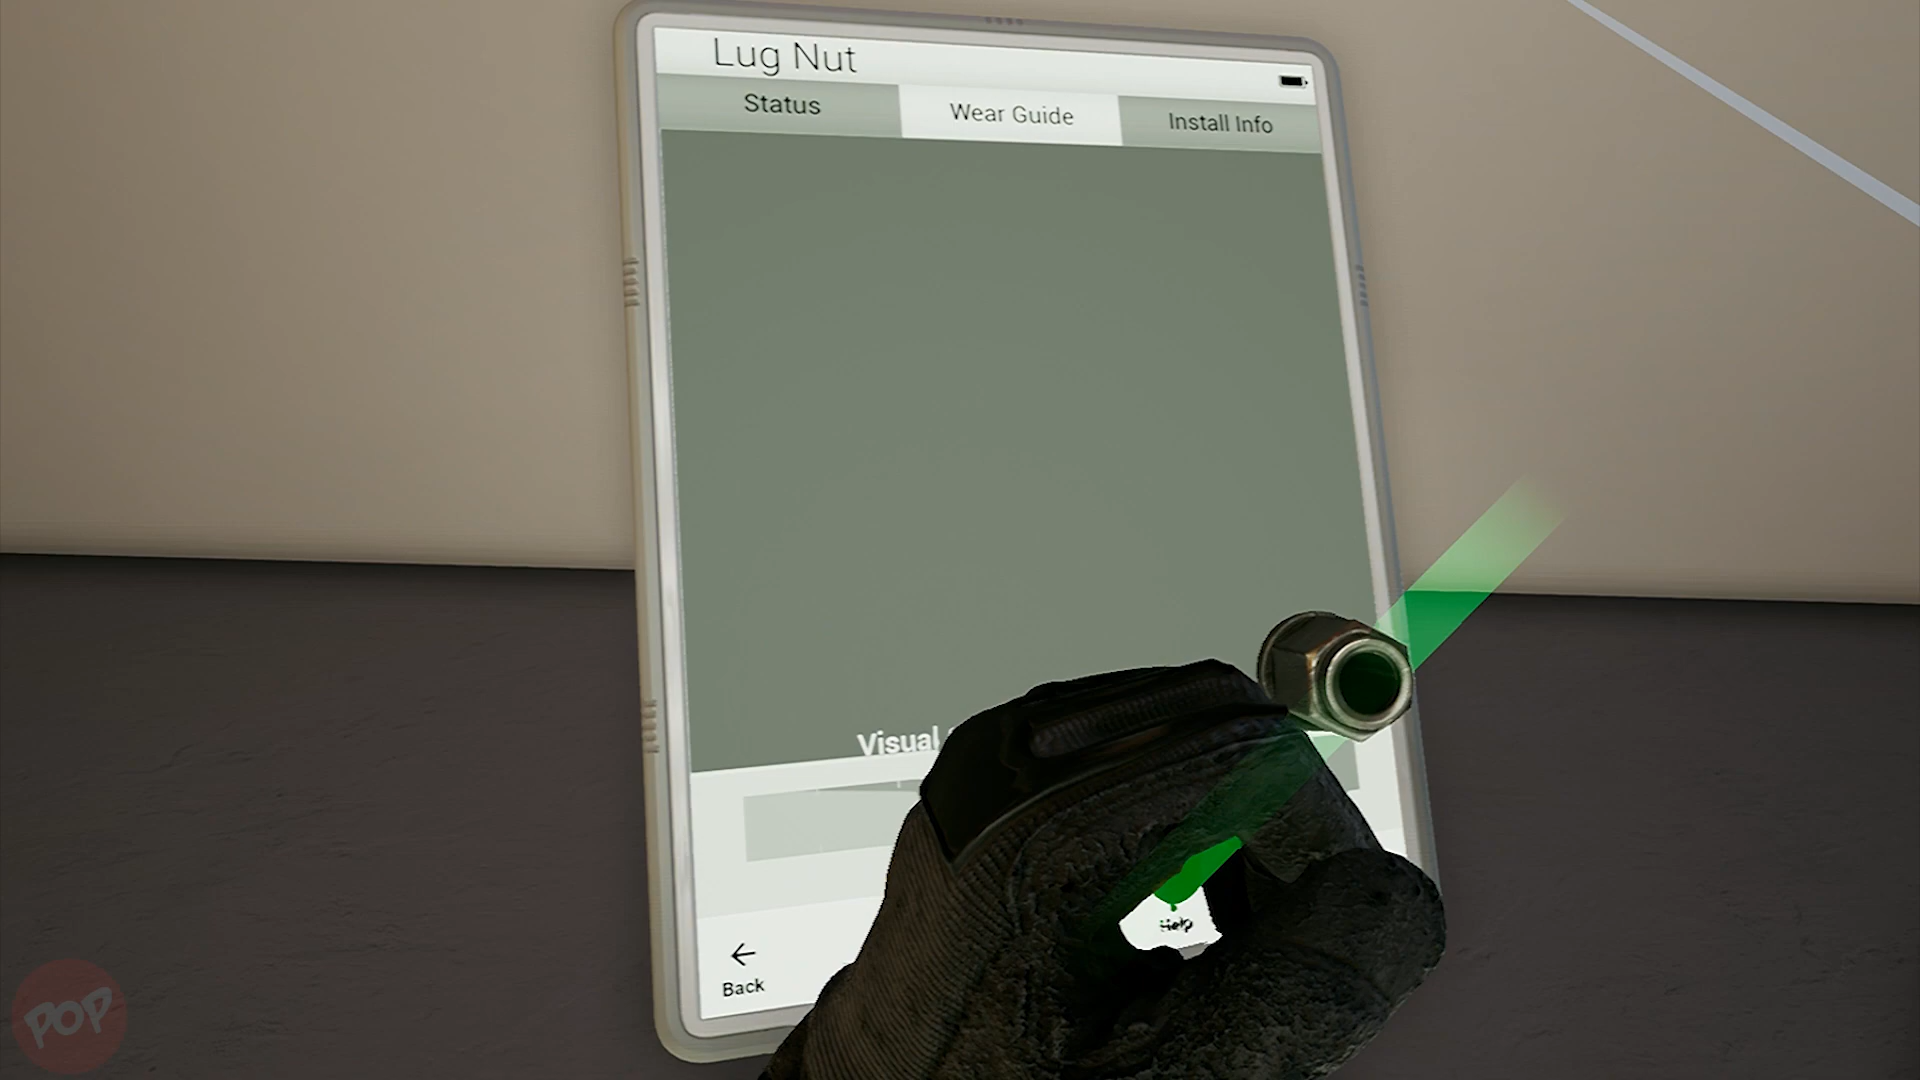 Lug Nut
Status
Wear Guide
Install Info
Visual
Help
Back
POP